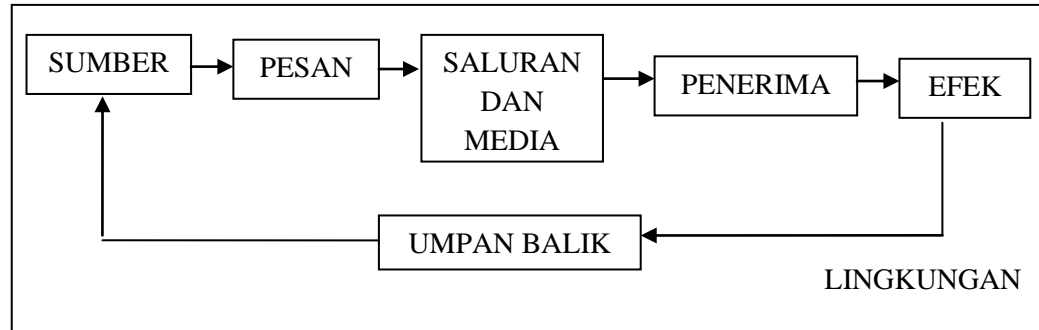 SUMBER
PESAN
SALURAN
DAN
MEDIA
PENERIMA
EFEK
UMPAN BALIK
LINGKUNGAN